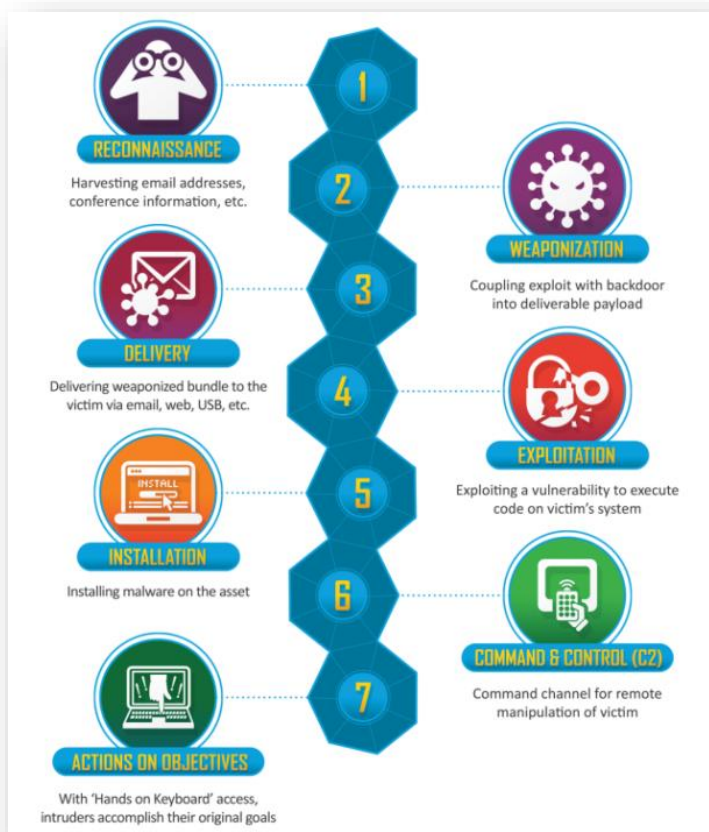 1
RECONNAISSANCE
Harvesting email addresses,
conference information, etc.
2
WEAPONIZATION
Coupling exploit with backdoor
into deliverable payload
3
DELIVERY
Delivering weaponized bundle to the
victim via email, web, USB, etc.
4
EXPLOITATION
Exploiting a vulnerability to execute
code on victim's system
5
INSTALL
INSTALLATION
Installing malware on the asset
6
COMMAND & CONTROL (C2)
Command channel for remote
manipulation of victim
7
ACTIONS ON OBJECTIVES
With 'Hands on Keyboard' access,
intruders accomplish their original goals